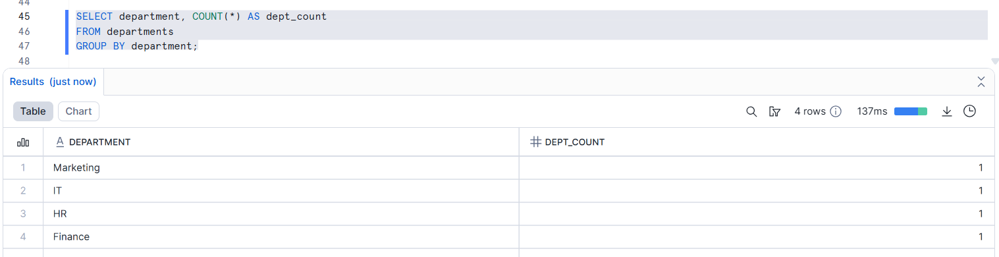 44
45 SELECT department, COUNT(*) AS dept_count
46 FROM departments
47 GROUP BY department;
48
Results (just now)
Table Chart 4 rows 137ms
DEPARTMENT DEPT_COUNT
1 Marketing 1
2 IT 1
3 HR 1
4 Finance 1